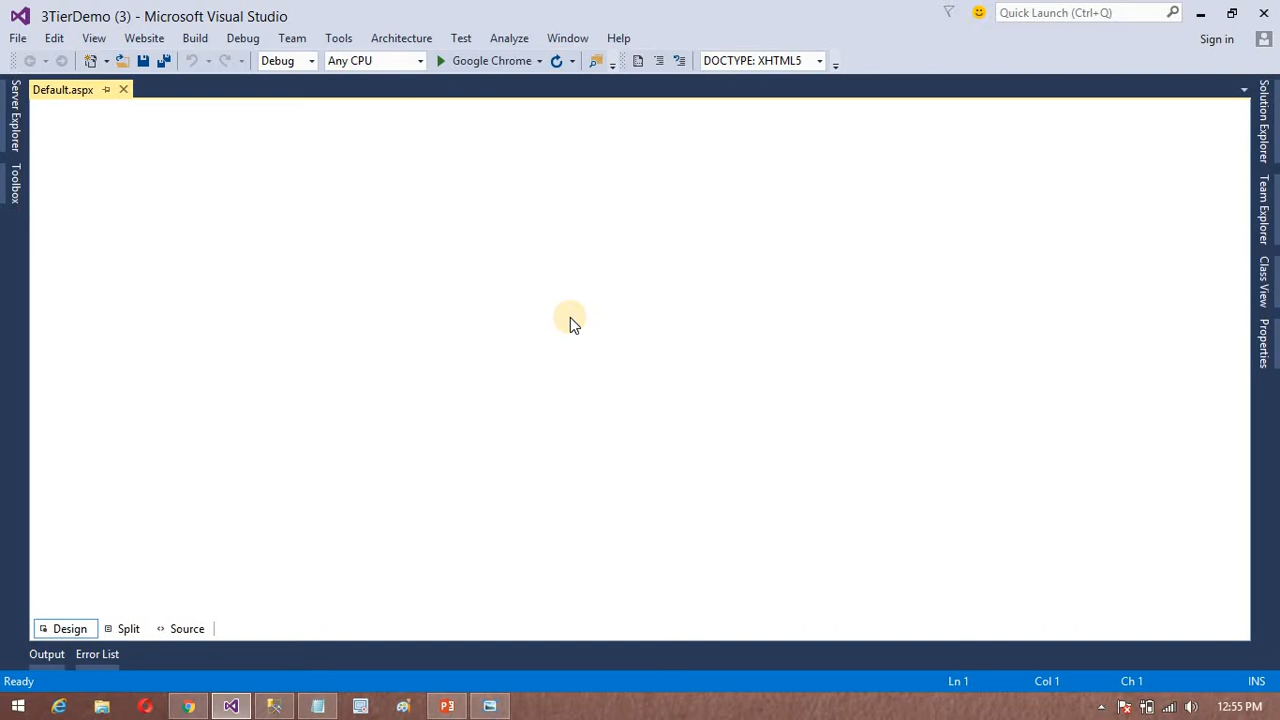 3TierDemo (3) - Microsoft Visual Studio
Quick Launch (Ctrl+Q)
File Edit View Website Build Debug Team Tools Architecture Test Analyze Window Help
Sign in
Debug Any CPU Google Chrome DOCTYPE: XHTML5
Default.aspx
Server Explorer
Toolbox
Solution Explorer
Team Explorer
Class View
Properties
Design Split Source
Output Error List
Ready Ln 1 Col 1 Ch 1 INS
12:55 PM